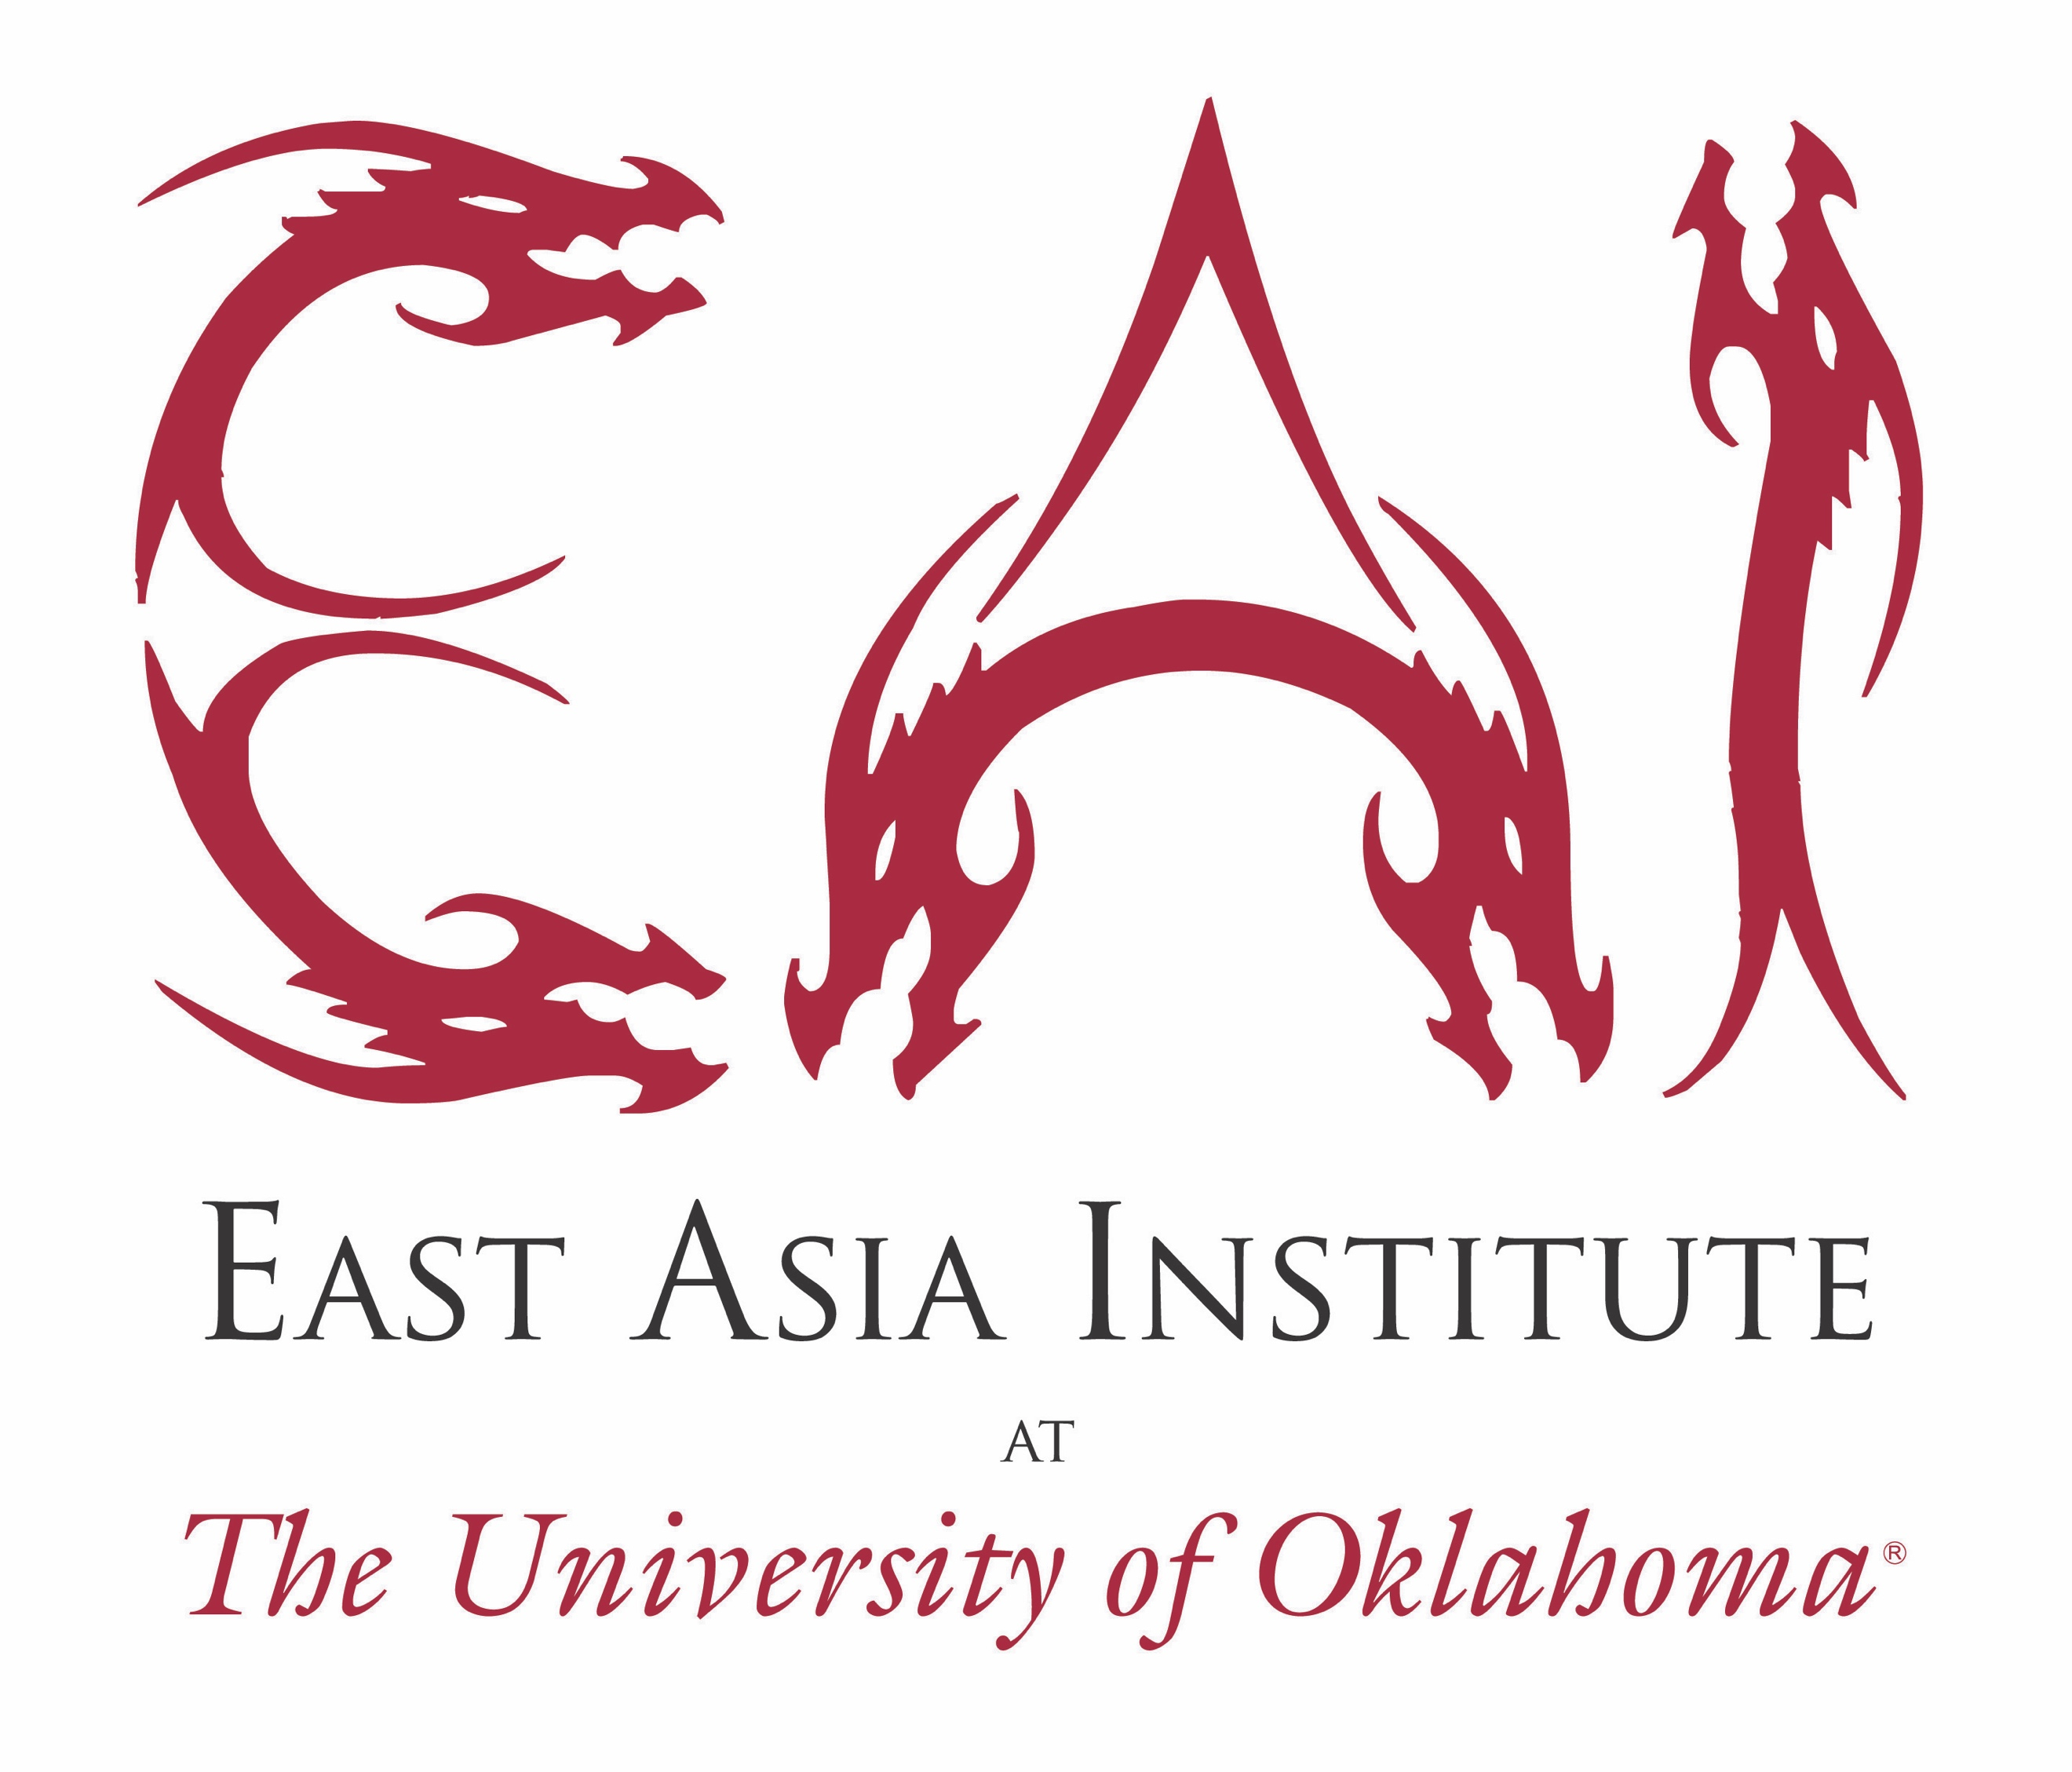 EAI
EAST ASIA INSTITUTE
AT
The University of Oklahoma®